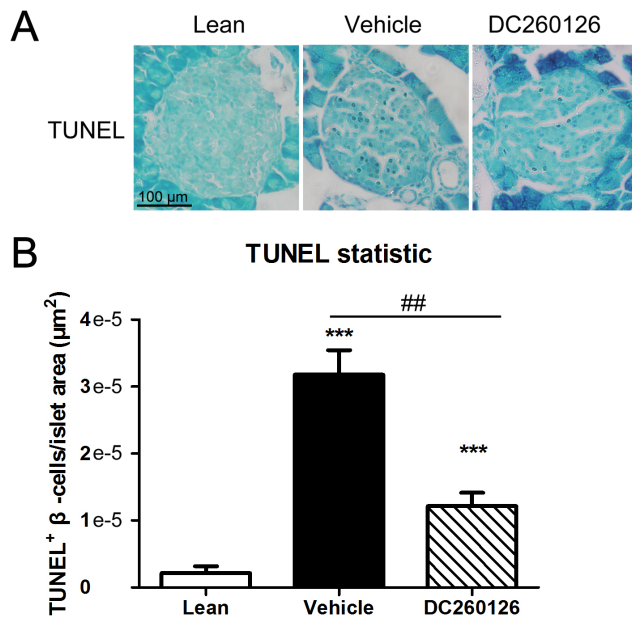 A
Lean Vehicle DC260126
TUNEL
100 µm
B
TUNEL statistic
TUNEL⁺ β -cells/islet area (µm²)
4e-5
3e-5
2e-5
1e-5
0
##
***
***
Lean Vehicle DC260126